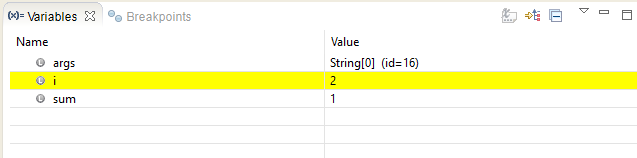 (x)= Variables Breakpoints
Name Value
args String[0] (id=16)
i 2
sum 1